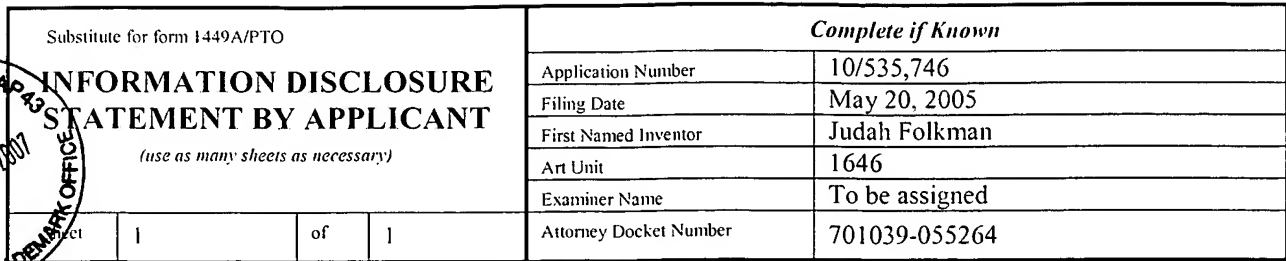 Substitute for form 1449A/PTO
INFORMATION DISCLOSURE
STATEMENT BY APPLICANT
(use as many sheets as necessary)
of 1
1
Complete if Known
Application Number 10/535,746
Filing Date May 20, 2005
First Named Inventor Judah Folkman
Art Unit 1646
Examiner Name To be assigned
Attorney Docket Number 701039-055264